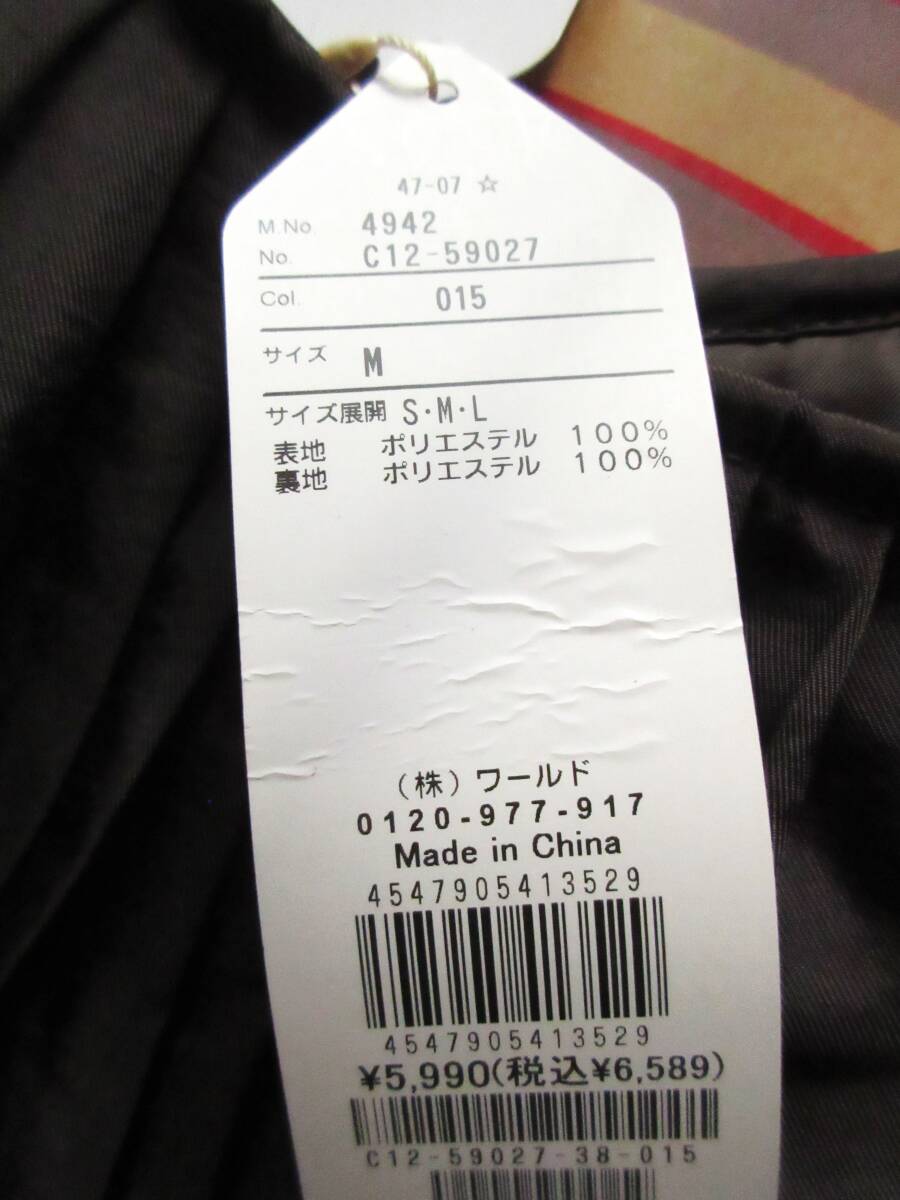 47-07 ☆
M.No. 4942
No. C12-59027
Col. 015
サイズ M
サイズ展開 S・M・L
表地 ポリエステル 100%
裏地 ポリエステル 100%
(株)ワールド
0120-977-917
Made in China
4547905413529
4547905413529
¥5,990(税込¥6,589)
C12-59027-38-015